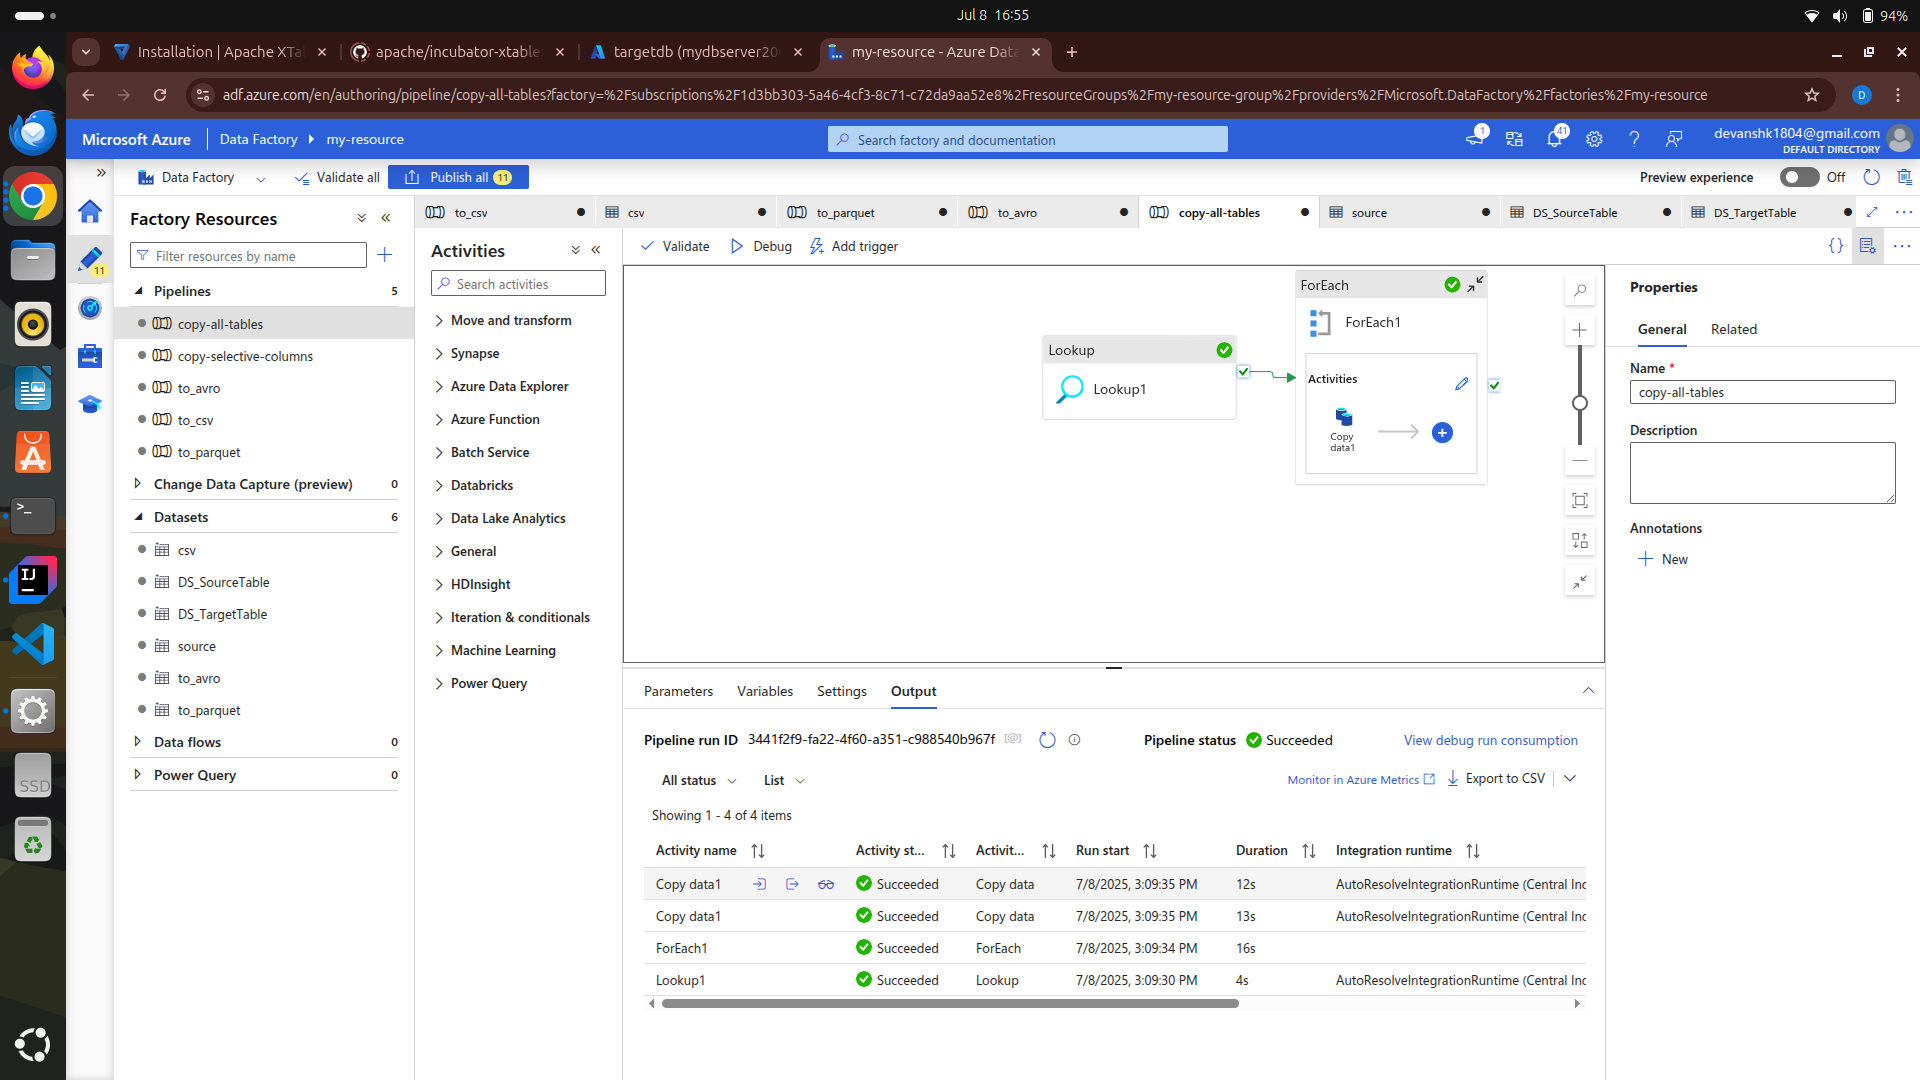 Jul 8 16:55
94%
Installation | Apache XTa
apache/incubator-xtable
targetdb (mydbserver20
my-resource - Azure Data
adf.azure.com/en/authoring/pipeline/copy-all-tables?factory=%2Fsubscriptions%2F1d3bb303-5a46-4cf3-8c71-c72da9aa52e8%2FresourceGroups%2Fmy-resource-group%2Fproviders%2FMicrosoft.DataFactory%2Ffactories%2Fmy-resource
D
Microsoft Azure
Data Factory
my-resource
Search factory and documentation
1
41
devanshk1804@gmail.com
DEFAULT DIRECTORY
Data Factory
Validate all
Publish all 11
Preview experience
Off
11
Factory Resources
Filter resources by name
Pipelines 5
copy-all-tables
copy-selective-columns
to_avro
to_csv
to_parquet
Change Data Capture (preview) 0
Datasets 6
csv
DS_SourceTable
DS_TargetTable
source
to_avro
to_parquet
Data flows 0
Power Query 0
to_csv
csv
to_parquet
to_avro
copy-all-tables
source
DS_SourceTable
DS_TargetTable
Activities
Search activities
Move and transform
Synapse
Azure Data Explorer
Azure Function
Batch Service
Databricks
Data Lake Analytics
General
HDInsight
Iteration & conditionals
Machine Learning
Power Query
Validate
Debug
Add trigger
{}
Lookup
Lookup1
ForEach
ForEach1
Activities
Copy
data1
Properties
General
Related
Name *
copy-all-tables
Description
Annotations
New
Parameters
Variables
Settings
Output
Pipeline run ID 3441f2f9-fa22-4f60-a351-c988540b967f [@]
Pipeline status Succeeded
View debug run consumption
All status
List
Monitor in Azure Metrics
Export to CSV
Showing 1 - 4 of 4 items
Activity name Activity st... Activit... Run start Duration Integration runtime
Copy data1 Succeeded Copy data 7/8/2025, 3:09:35 PM 12s AutoResolveIntegrationRuntime (Central Inc
Copy data1 Succeeded Copy data 7/8/2025, 3:09:35 PM 13s AutoResolveIntegrationRuntime (Central Inc
ForEach1 Succeeded ForEach 7/8/2025, 3:09:34 PM 16s
Lookup1 Succeeded Lookup 7/8/2025, 3:09:30 PM 4s AutoResolveIntegrationRuntime (Central Inc
>_
IJ
SSD